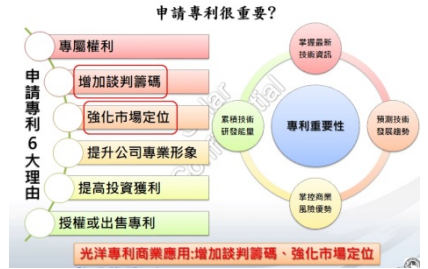 申請專利很重要?
申請專利6大理由
專屬權利
增加談判籌碼
強化市場定位
提升公司專業形象
提高投資獲利
授權或出售專利
掌握最新
技術資訊
累積技術
研發能量
專利重要性
預測技術
發展趨勢
掌控商業
風險優勢
Solar
Confidential
光洋專利商業應用:增加談判籌碼、強化市場定位